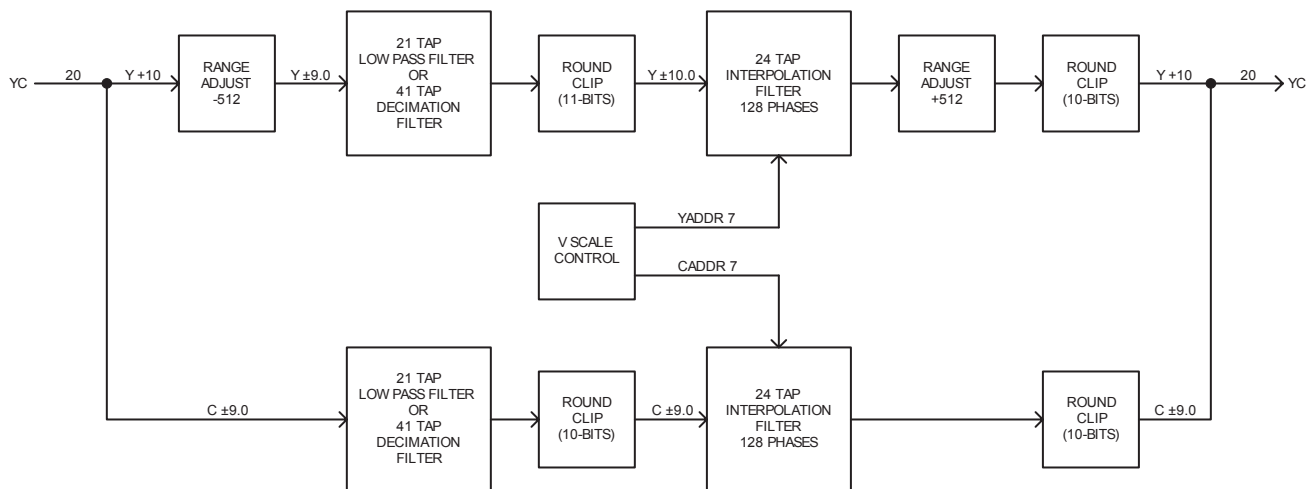 YC
20
Y +10
RANGE
ADJUST
-512
Y ±9.0
21 TAP
LOW PASS FILTER
OR
41 TAP
DECIMATION
FILTER
ROUND
CLIP
(11-BITS)
Y ±10.0
24 TAP
INTERPOLATION
FILTER
128 PHASES
RANGE
ADJUST
+512
ROUND
CLIP
(10-BITS)
Y +10
20
YC
V SCALE
CONTROL
YADDR 7
CADDR 7
C ±9.0
21 TAP
LOW PASS FILTER
OR
41 TAP
DECIMATION
FILTER
ROUND
CLIP
(10-BITS)
C ±9.0
24 TAP
INTERPOLATION
FILTER
128 PHASES
ROUND
CLIP
(10-BITS)
C ±9.0